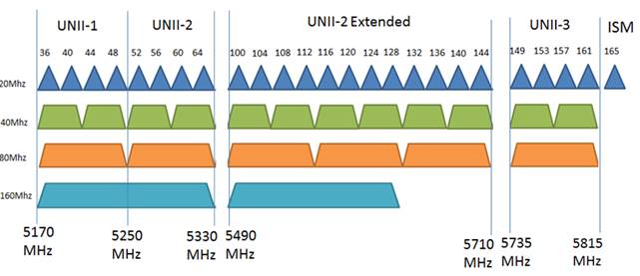 UNII-1 UNII-2 UNII-2 Extended UNII-3 ISM
36 40 44 48 52 56 60 64 100 104 108 112 116 120 124 128 132 136 140 144 149 153 157 161 165
20Mhz
40Mhz
80Mhz
160Mhz
5170 MHz
5250 MHz
5330 MHz
5490 MHz
5710 MHz
5735 MHz
5815 MHz